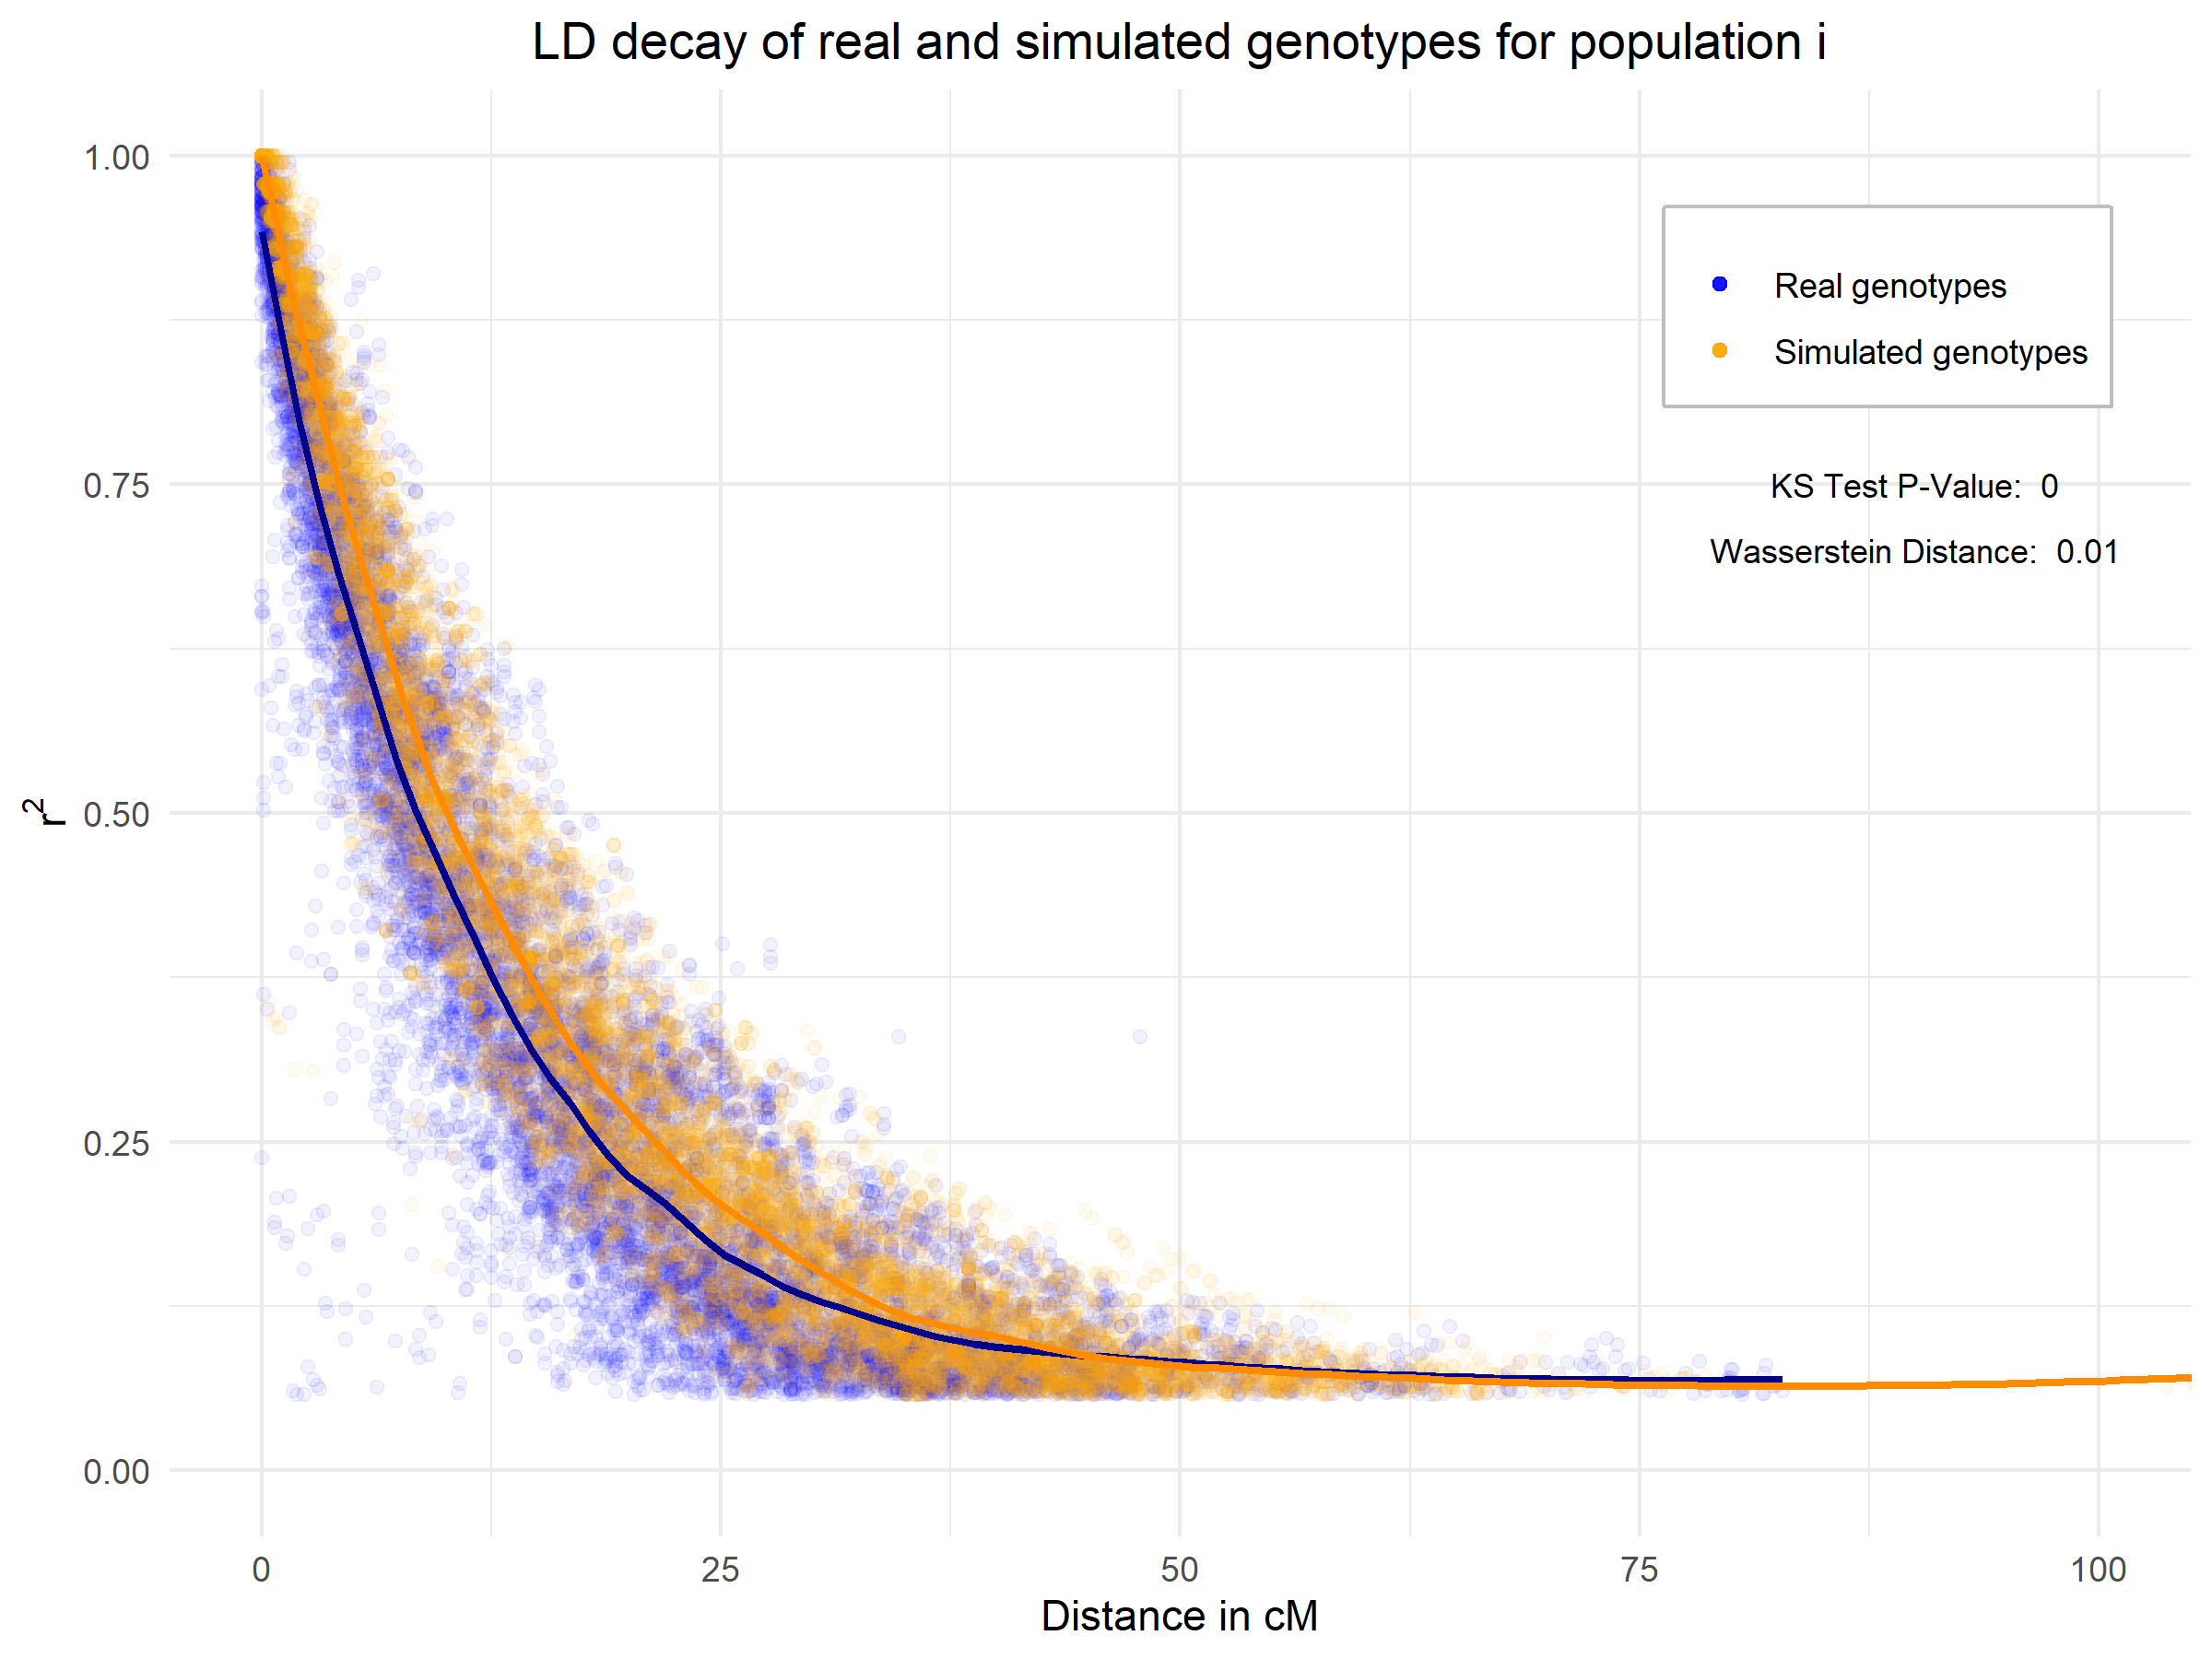 LD decay of real and simulated genotypes for population i
1.00
0.75
0.50
0.25
0.00
r²
Real genotypes
Simulated genotypes
KS Test P-Value: 0
Wasserstein Distance: 0.01
0 25 50 75 100
Distance in cM